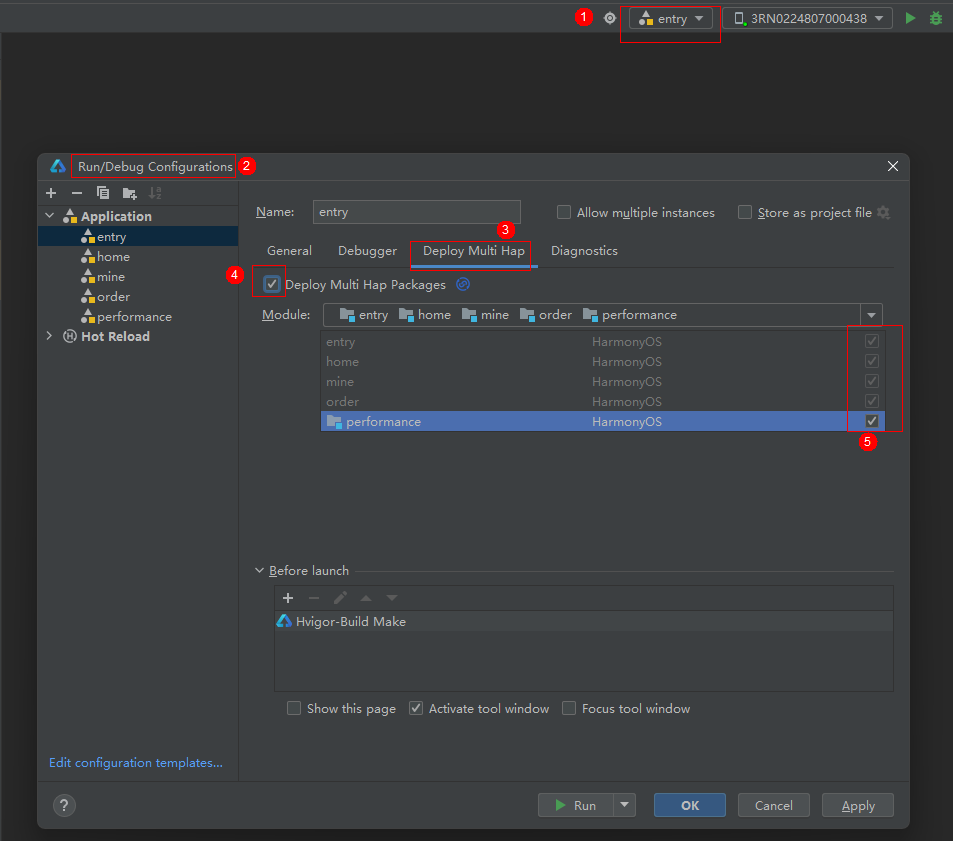 1 entry 3RN0224807000438
Run/Debug Configurations 2
Application
entry
home
mine
order
performance
Hot Reload
Name: entry Allow multiple instances Store as project file
3
General Debugger Deploy Multi Hap Diagnostics
4 Deploy Multi Hap Packages
Module: entry home mine order performance
entry HarmonyOS
home HarmonyOS
mine HarmonyOS
order HarmonyOS
performance HarmonyOS
5
Before launch
Hvigor-Build Make
Show this page Activate tool window Focus tool window
Edit configuration templates...
? Run OK Cancel Apply